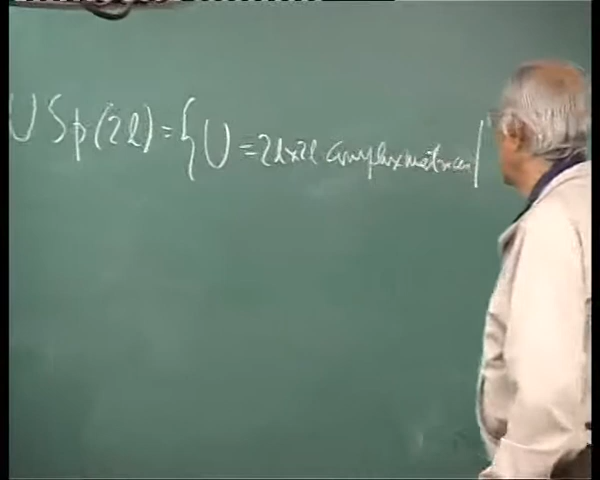 USp(2l) = { U = 2l×2l complex matrices |